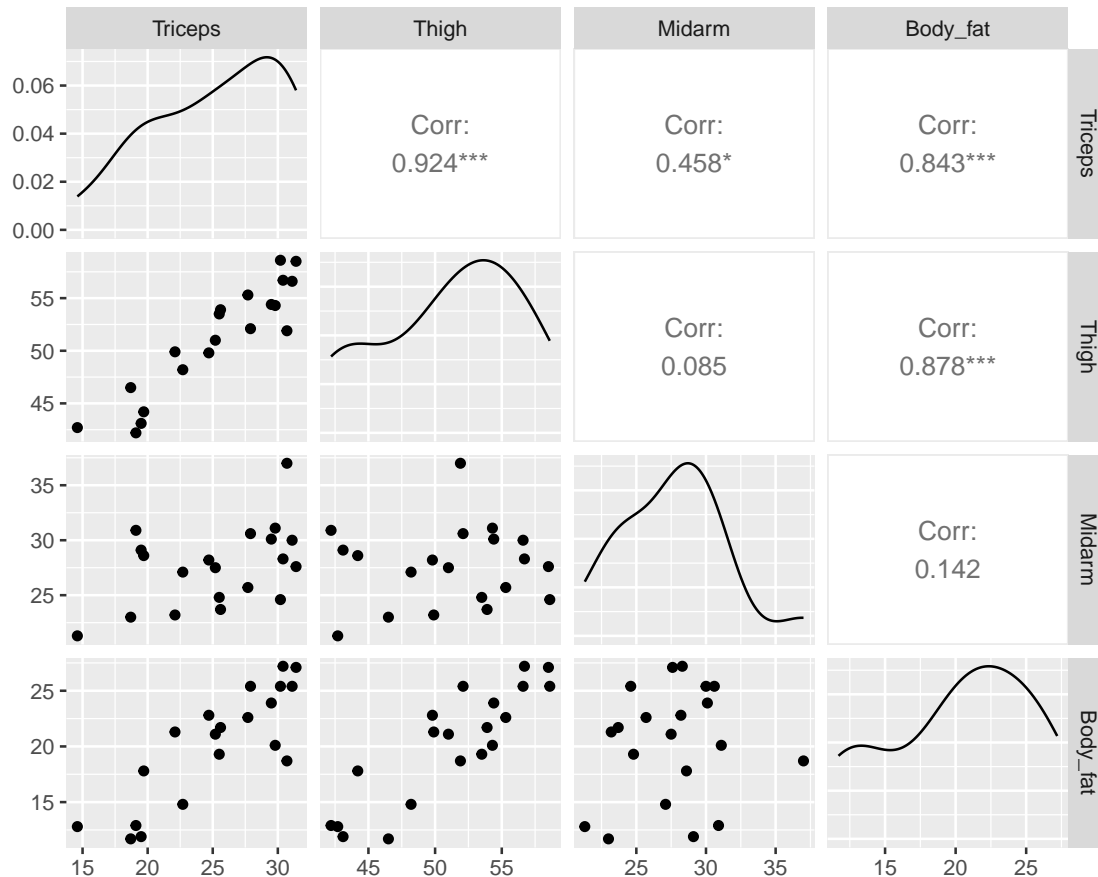 Triceps Thigh Midarm Body_fat
0.06
0.04
0.02
0.00
Corr:
0.924***
Corr:
0.458*
Corr:
0.843***
Triceps
55
50
45
Corr:
0.085
Corr:
0.878***
Thigh
35
30
25
Corr:
0.142
Midarm
25
20
15
Body_fat
15 20 25 30 45 50 55 25 30 35 15 20 25